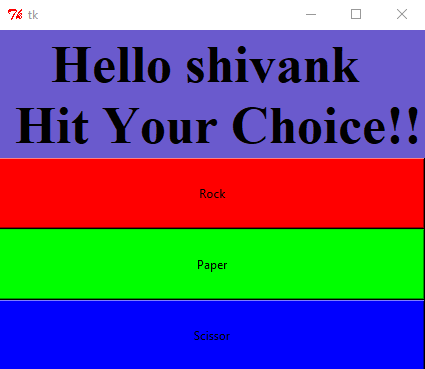 tk
Hello shivank
Hit Your Choice!!
Rock
Paper
Scissor